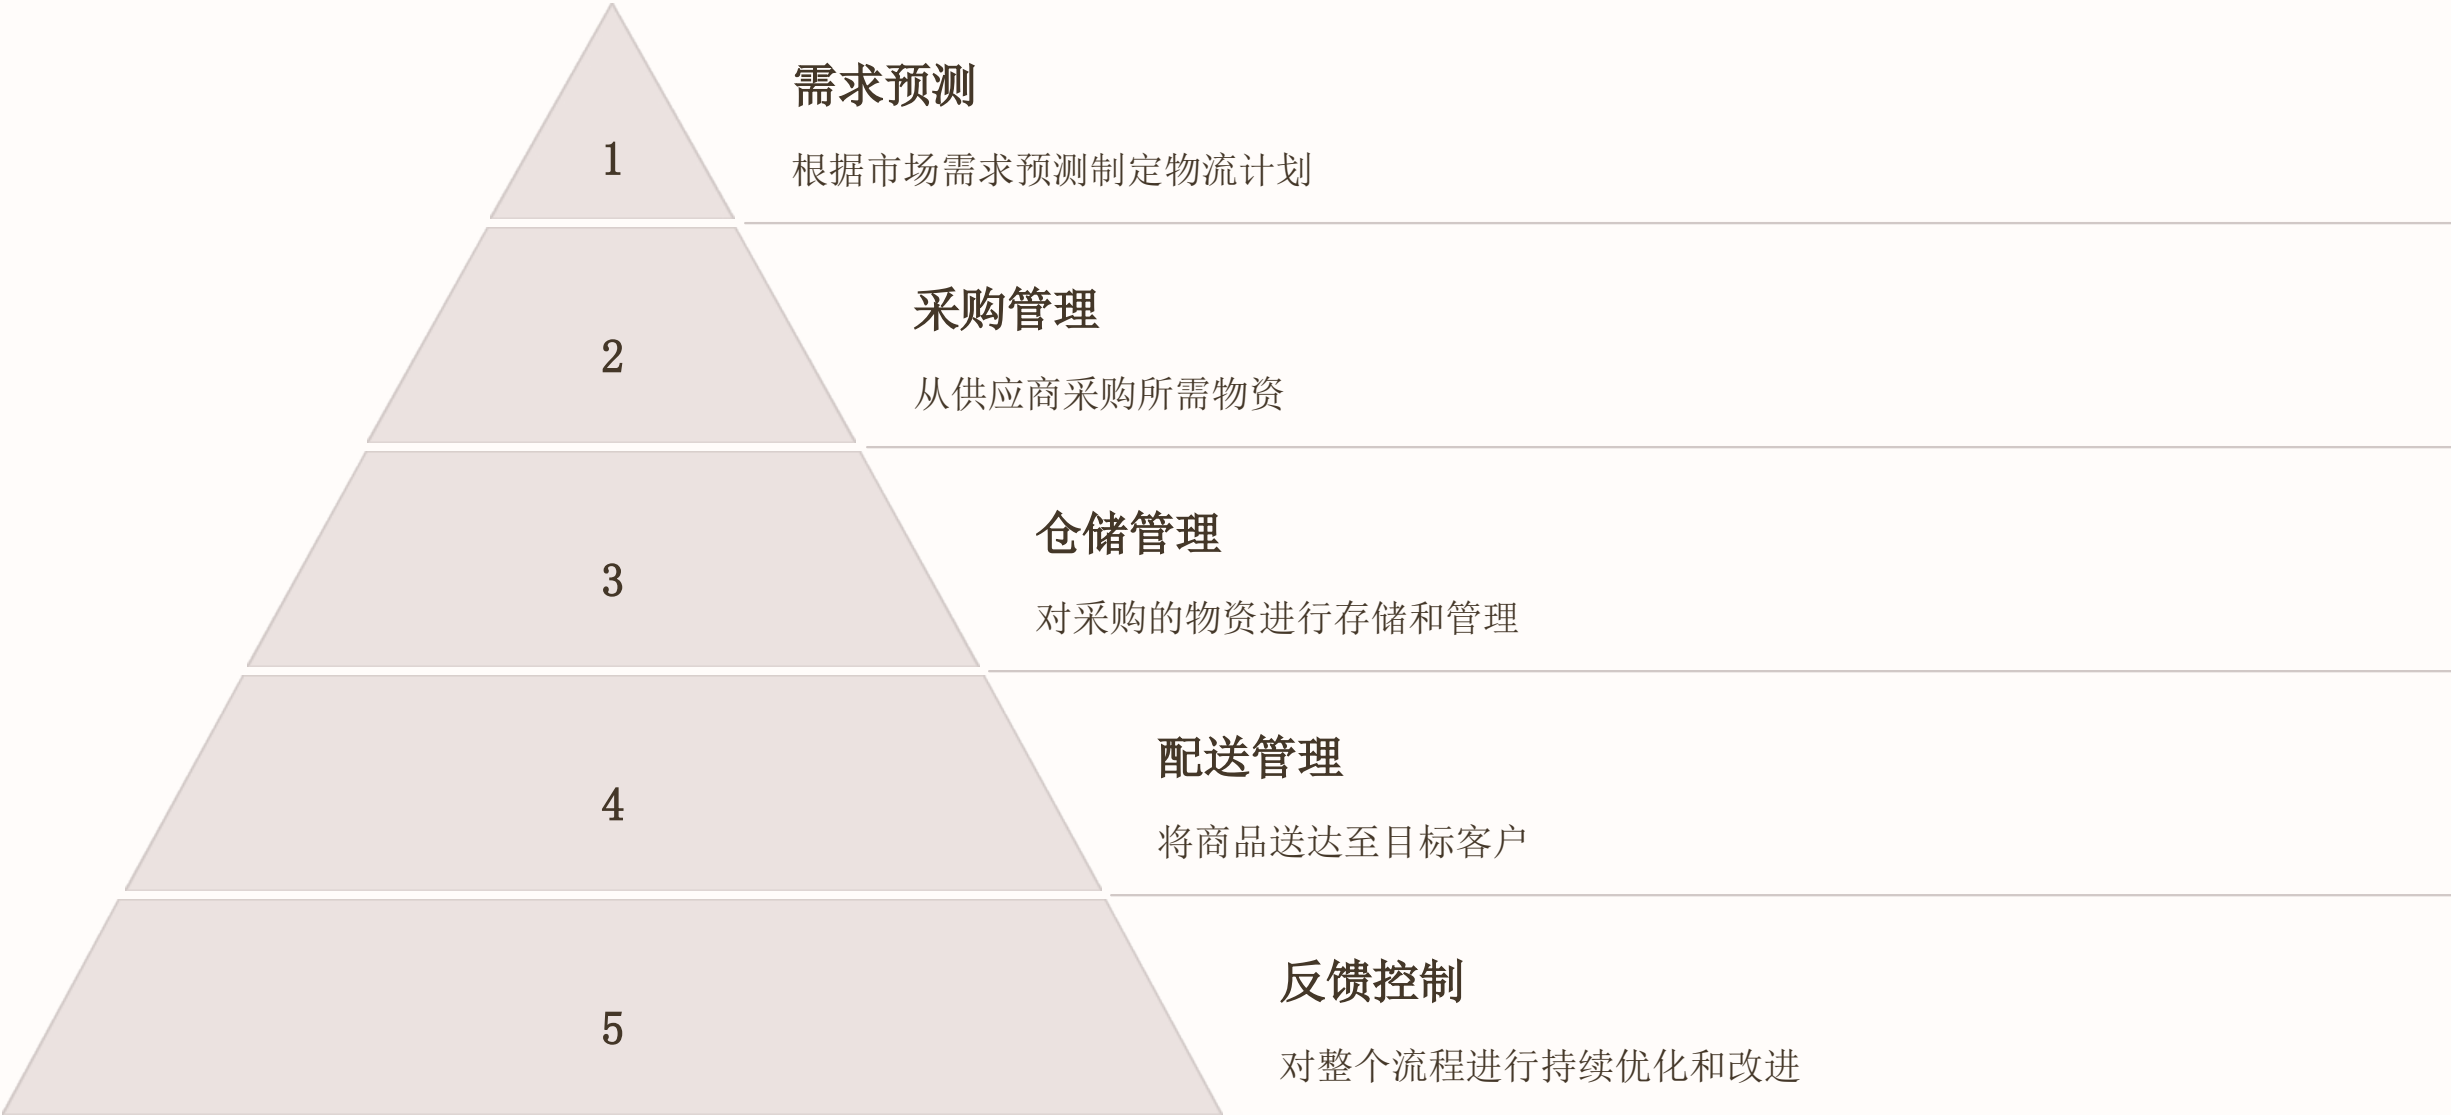 1
需求预测
根据市场需求预测制定物流计划
2
采购管理
从供应商采购所需物资
3
仓储管理
对采购的物资进行存储和管理
4
配送管理
将商品送达至目标客户
5
反馈控制
对整个流程进行持续优化和改进